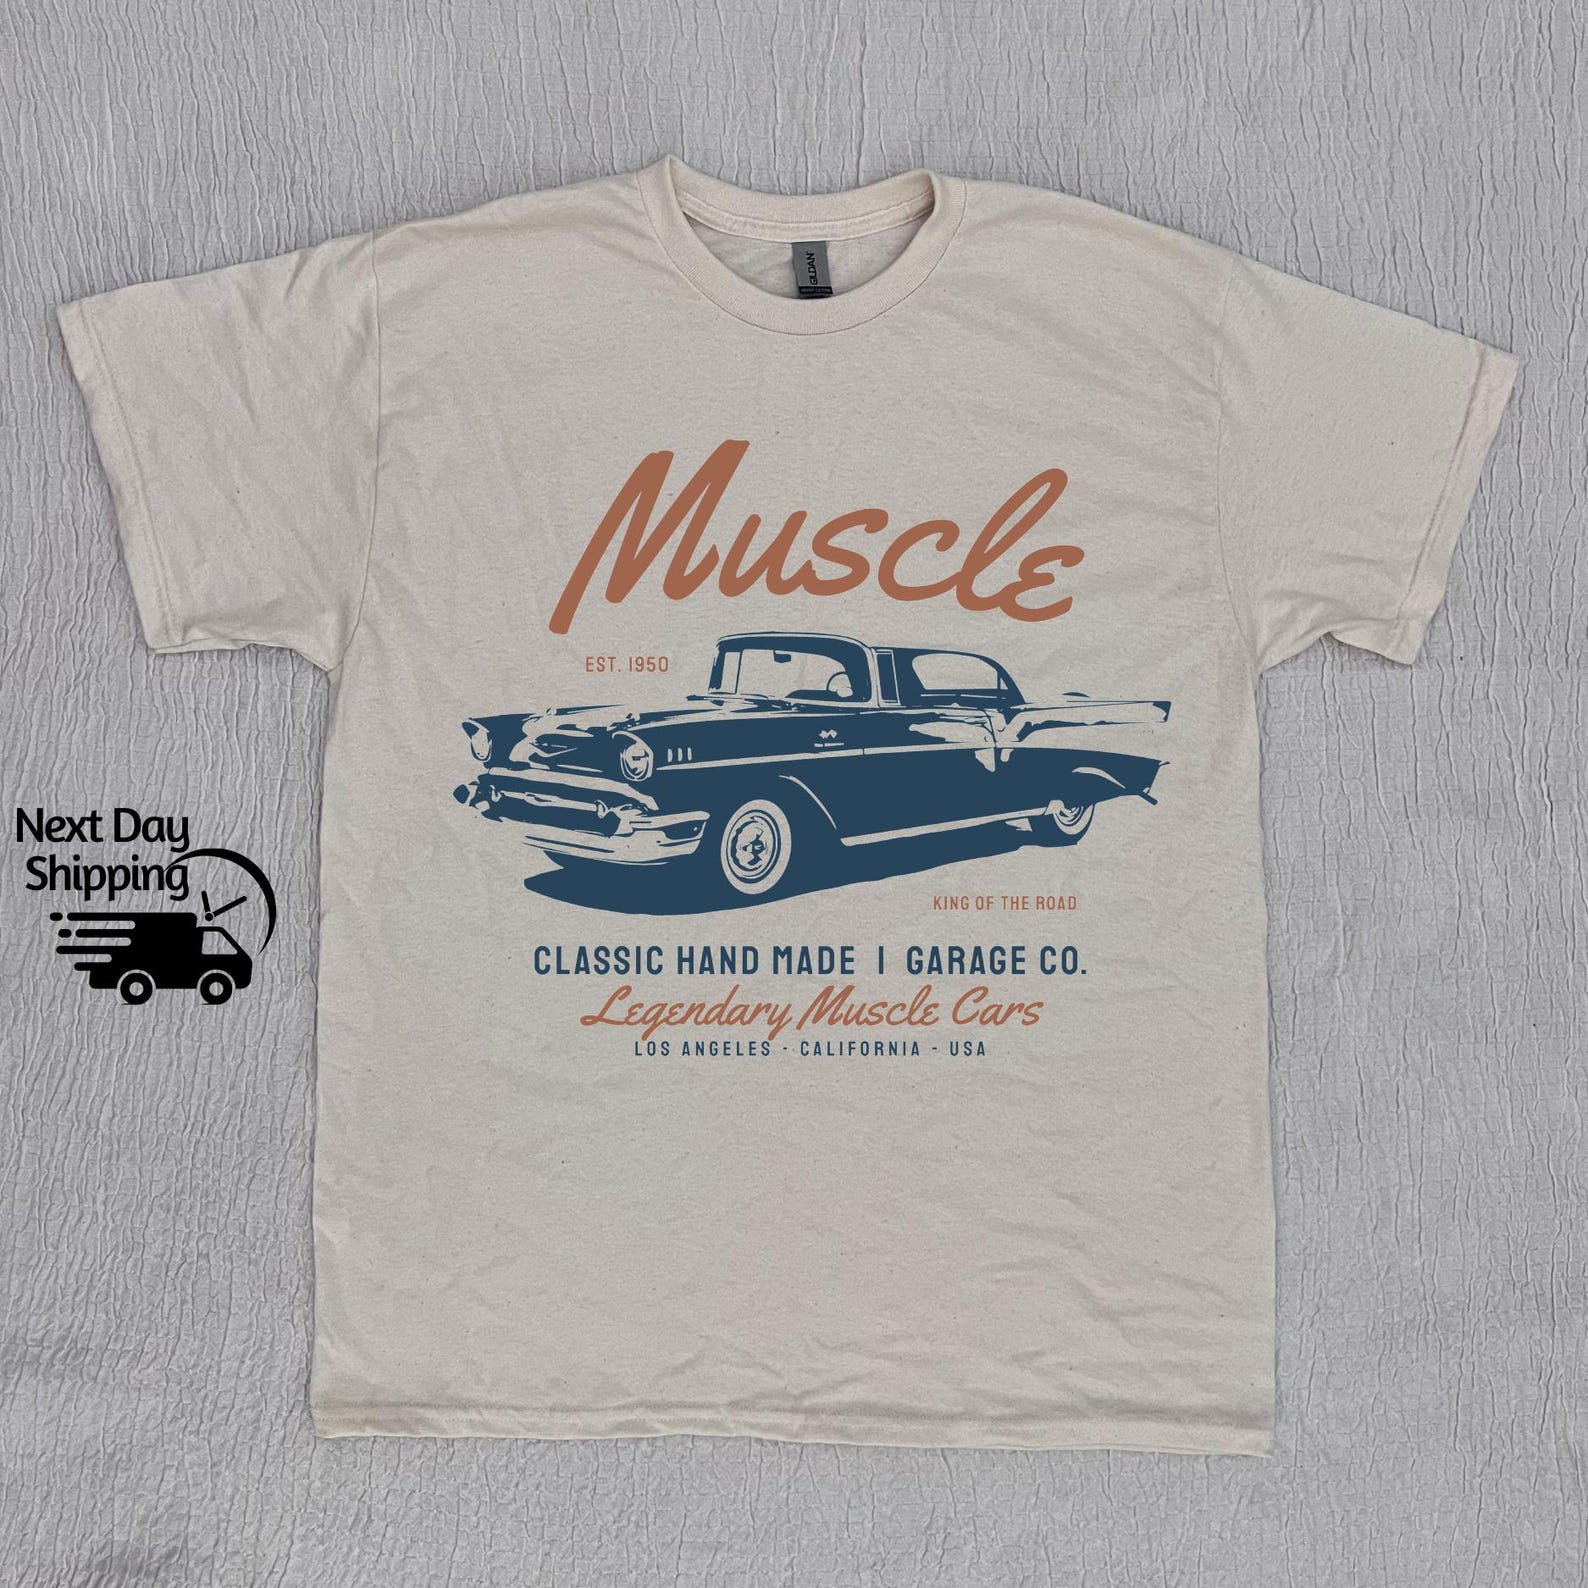 GILDAN
Muscle
EST. 1950
Next Day
Shipping
KING OF THE ROAD
CLASSIC HAND MADE | GARAGE CO.
Legendary Muscle Cars
LOS ANGELES - CALIFORNIA - USA